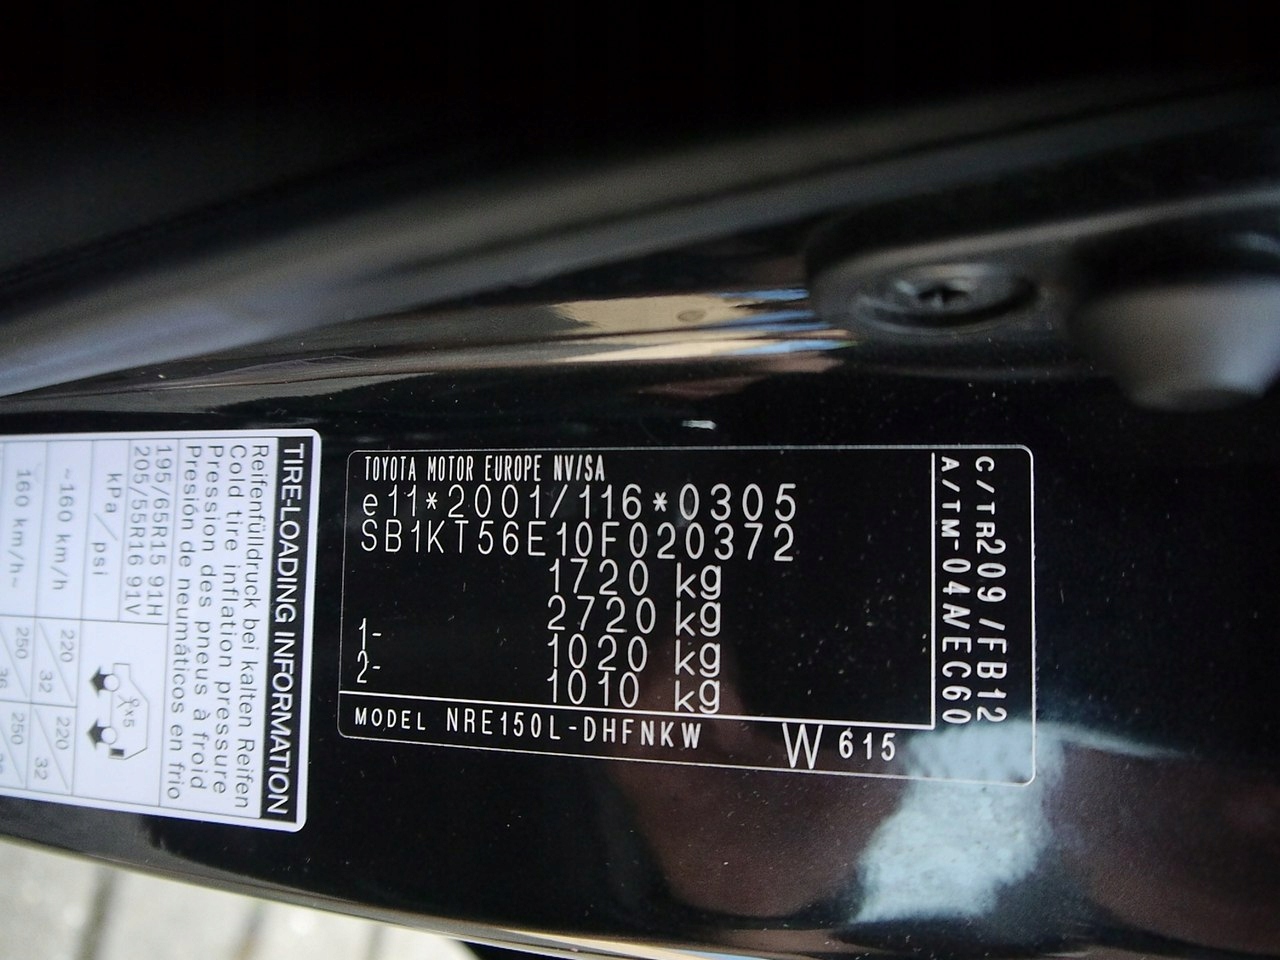 TOYOTA MOTOR EUROPE NV/SA
e11*2001/116*0305
SB1KT56E10F020372
1720 kg
2720 kg
1- 1020 kg
2- 1010 kg
MODEL NRE150L-DHFNKW W 615
C/TR209/FB12
A/TM-04A/EC60
TIRE-LOADING INFORMATION
Reifenfülldruck bei kalten Reifen
Cold tire inflation pressure
Pression des pneus à froid
Presión de neumáticos en frio
195/65R15 91H
205/55R16 91V
x5
kPa/psi
~160 km/h 220/32 220/32
160 km/h~ 250 250